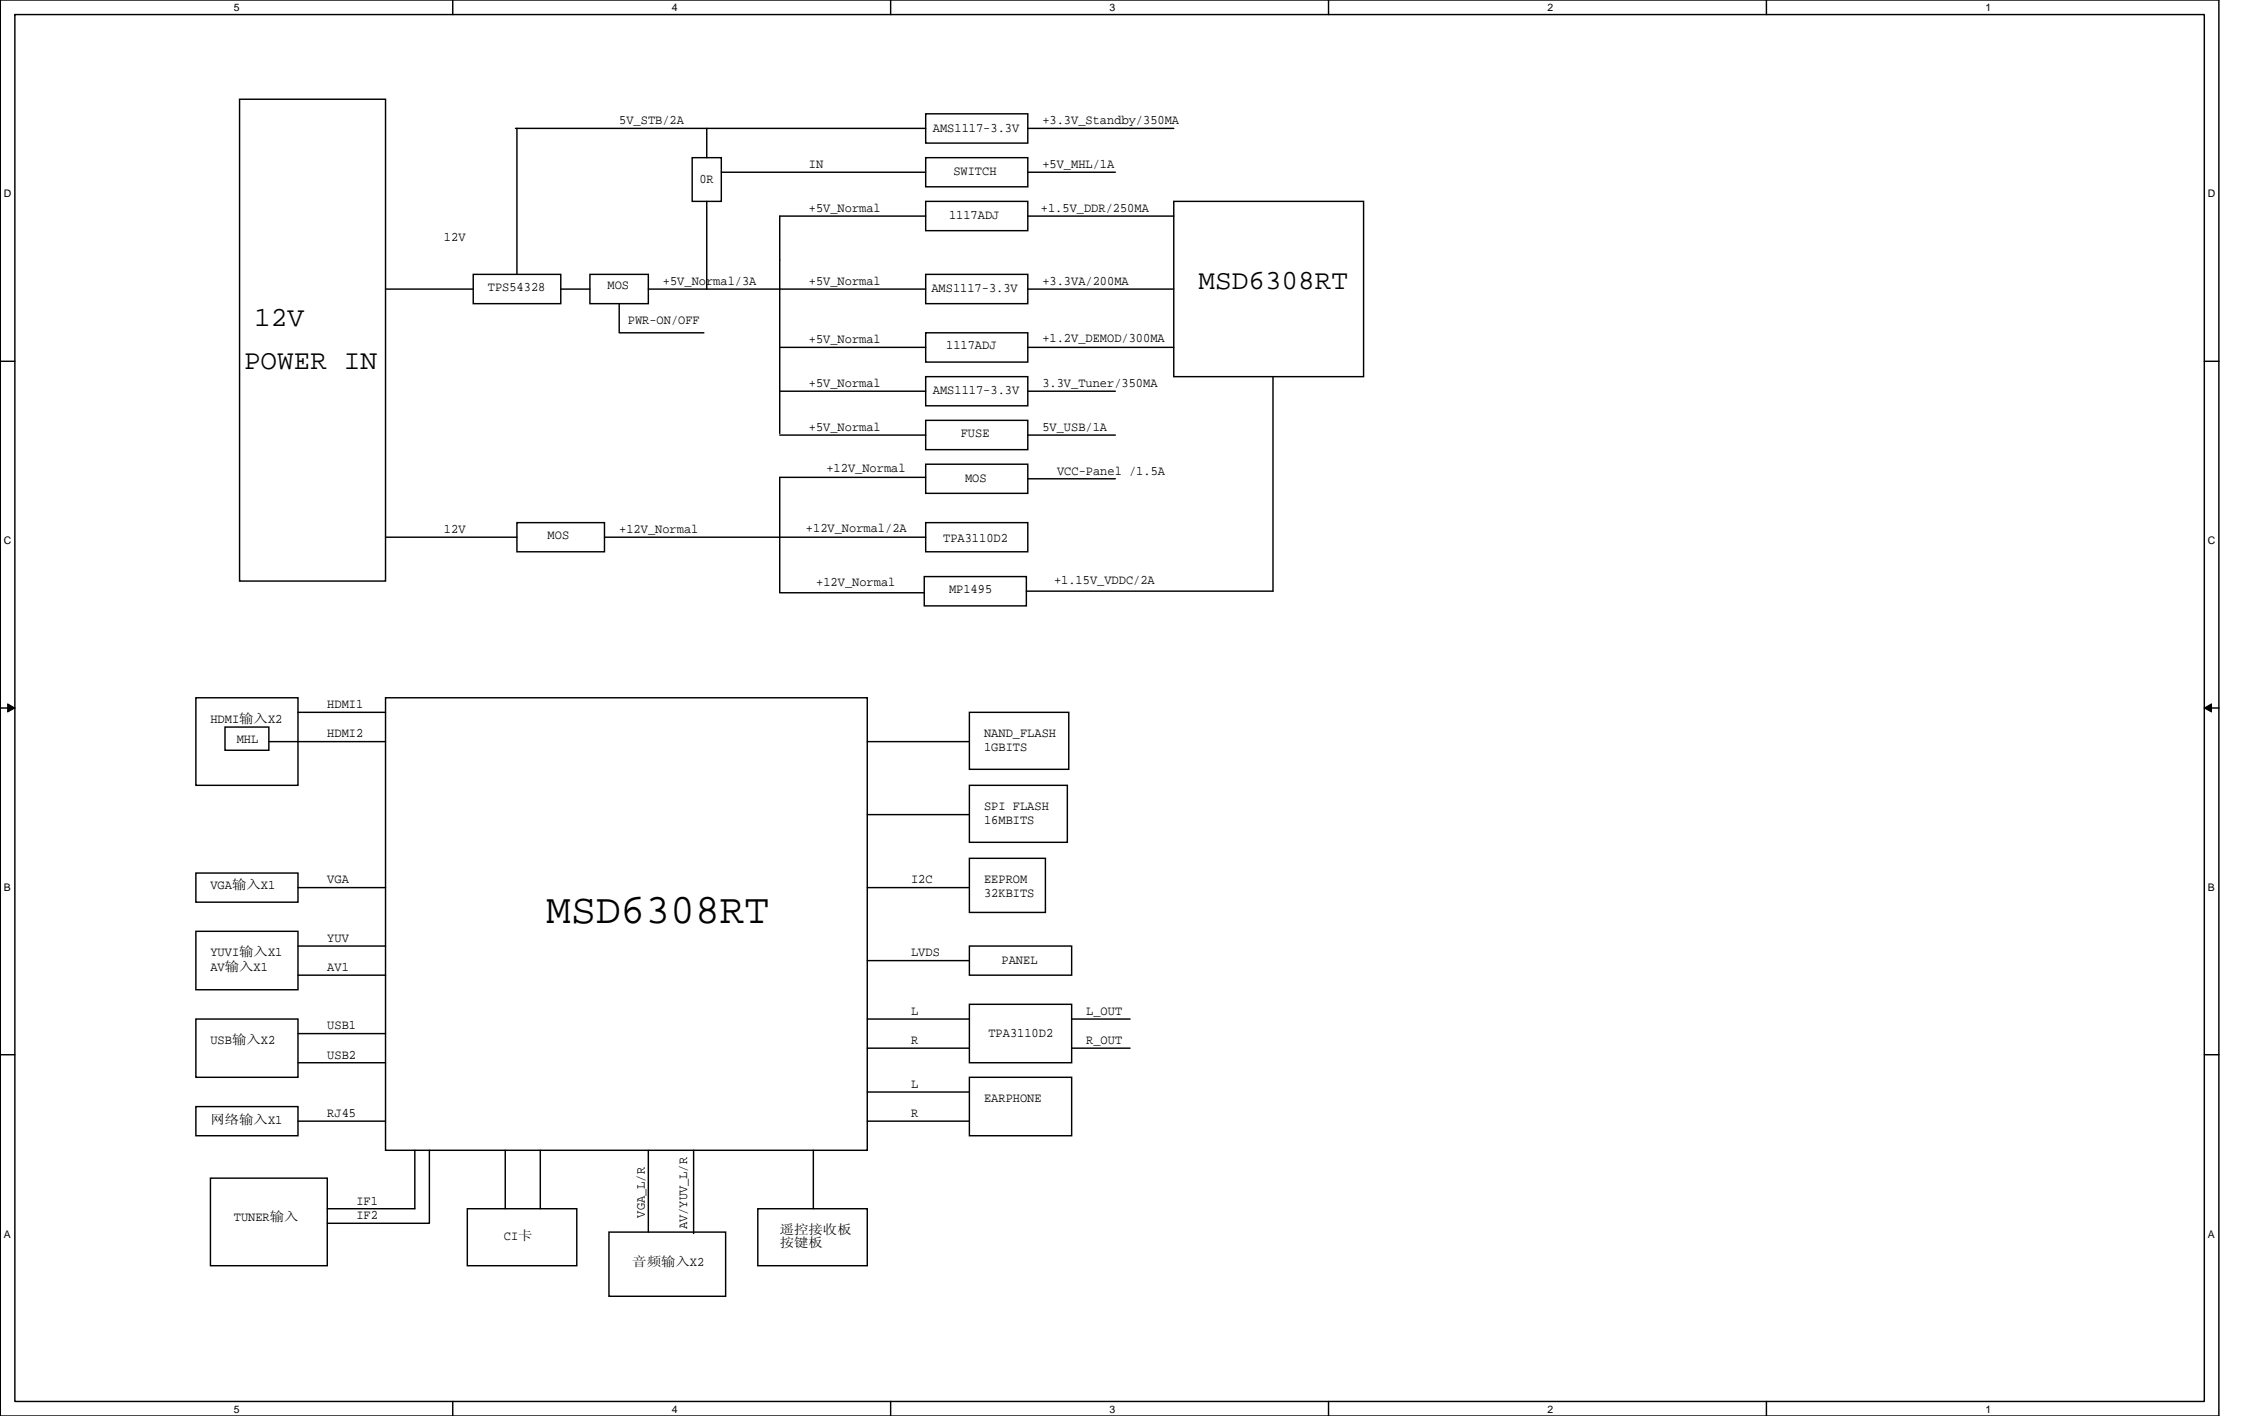 5 4 3 2 1
5V_STB/2A
AMS1117-3.3V
+3.3V_Standby/350MA
0R
IN
SWITCH
+5V_MHL/1A
D
D
+5V_Normal
1117ADJ
+1.5V_DDR/250MA
12V
TPS54328
MOS
+5V_Normal/3A
+5V_Normal
AMS1117-3.3V
+3.3VA/200MA
MSD6308RT
12V
POWER IN
PWR-ON/OFF
+5V_Normal
1117ADJ
+1.2V_DEMOD/300MA
+5V_Normal
AMS1117-3.3V
3.3V_Tuner/350MA
+5V_Normal
FUSE
5V_USB/1A
+12V_Normal
MOS
VCC-Panel /1.5A
C
C
12V
MOS
+12V_Normal
+12V_Normal/2A
TPA3110D2
+12V_Normal
MP1495
+1.15V_VDDC/2A
HDMI输入X2
HDMI1
MHL
HDMI2
NAND_FLASH
1GBITS
SPI FLASH
16MBITS
B
B
VGA输入X1
VGA
MSD6308RT
I2C
EEPROM
32KBITS
YUVI输入X1
AV输入X1
YUV
AV1
LVDS
PANEL
USB输入X2
USB1
USB2
L
R
TPA3110D2
L_OUT
R_OUT
网络输入X1
RJ45
L
R
EARPHONE
A
A
TUNER输入
IF1
IF2
CI卡
VGA_L/R
AV/YUV_L/R
音频输入X2
遥控接收板
按键板
5 4 3 2 1